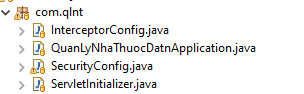 com.qlnt
InterceptorConfig.java
QuanLyNhaThuocDatnApplication.java
SecurityConfig.java
ServletInitializer.java